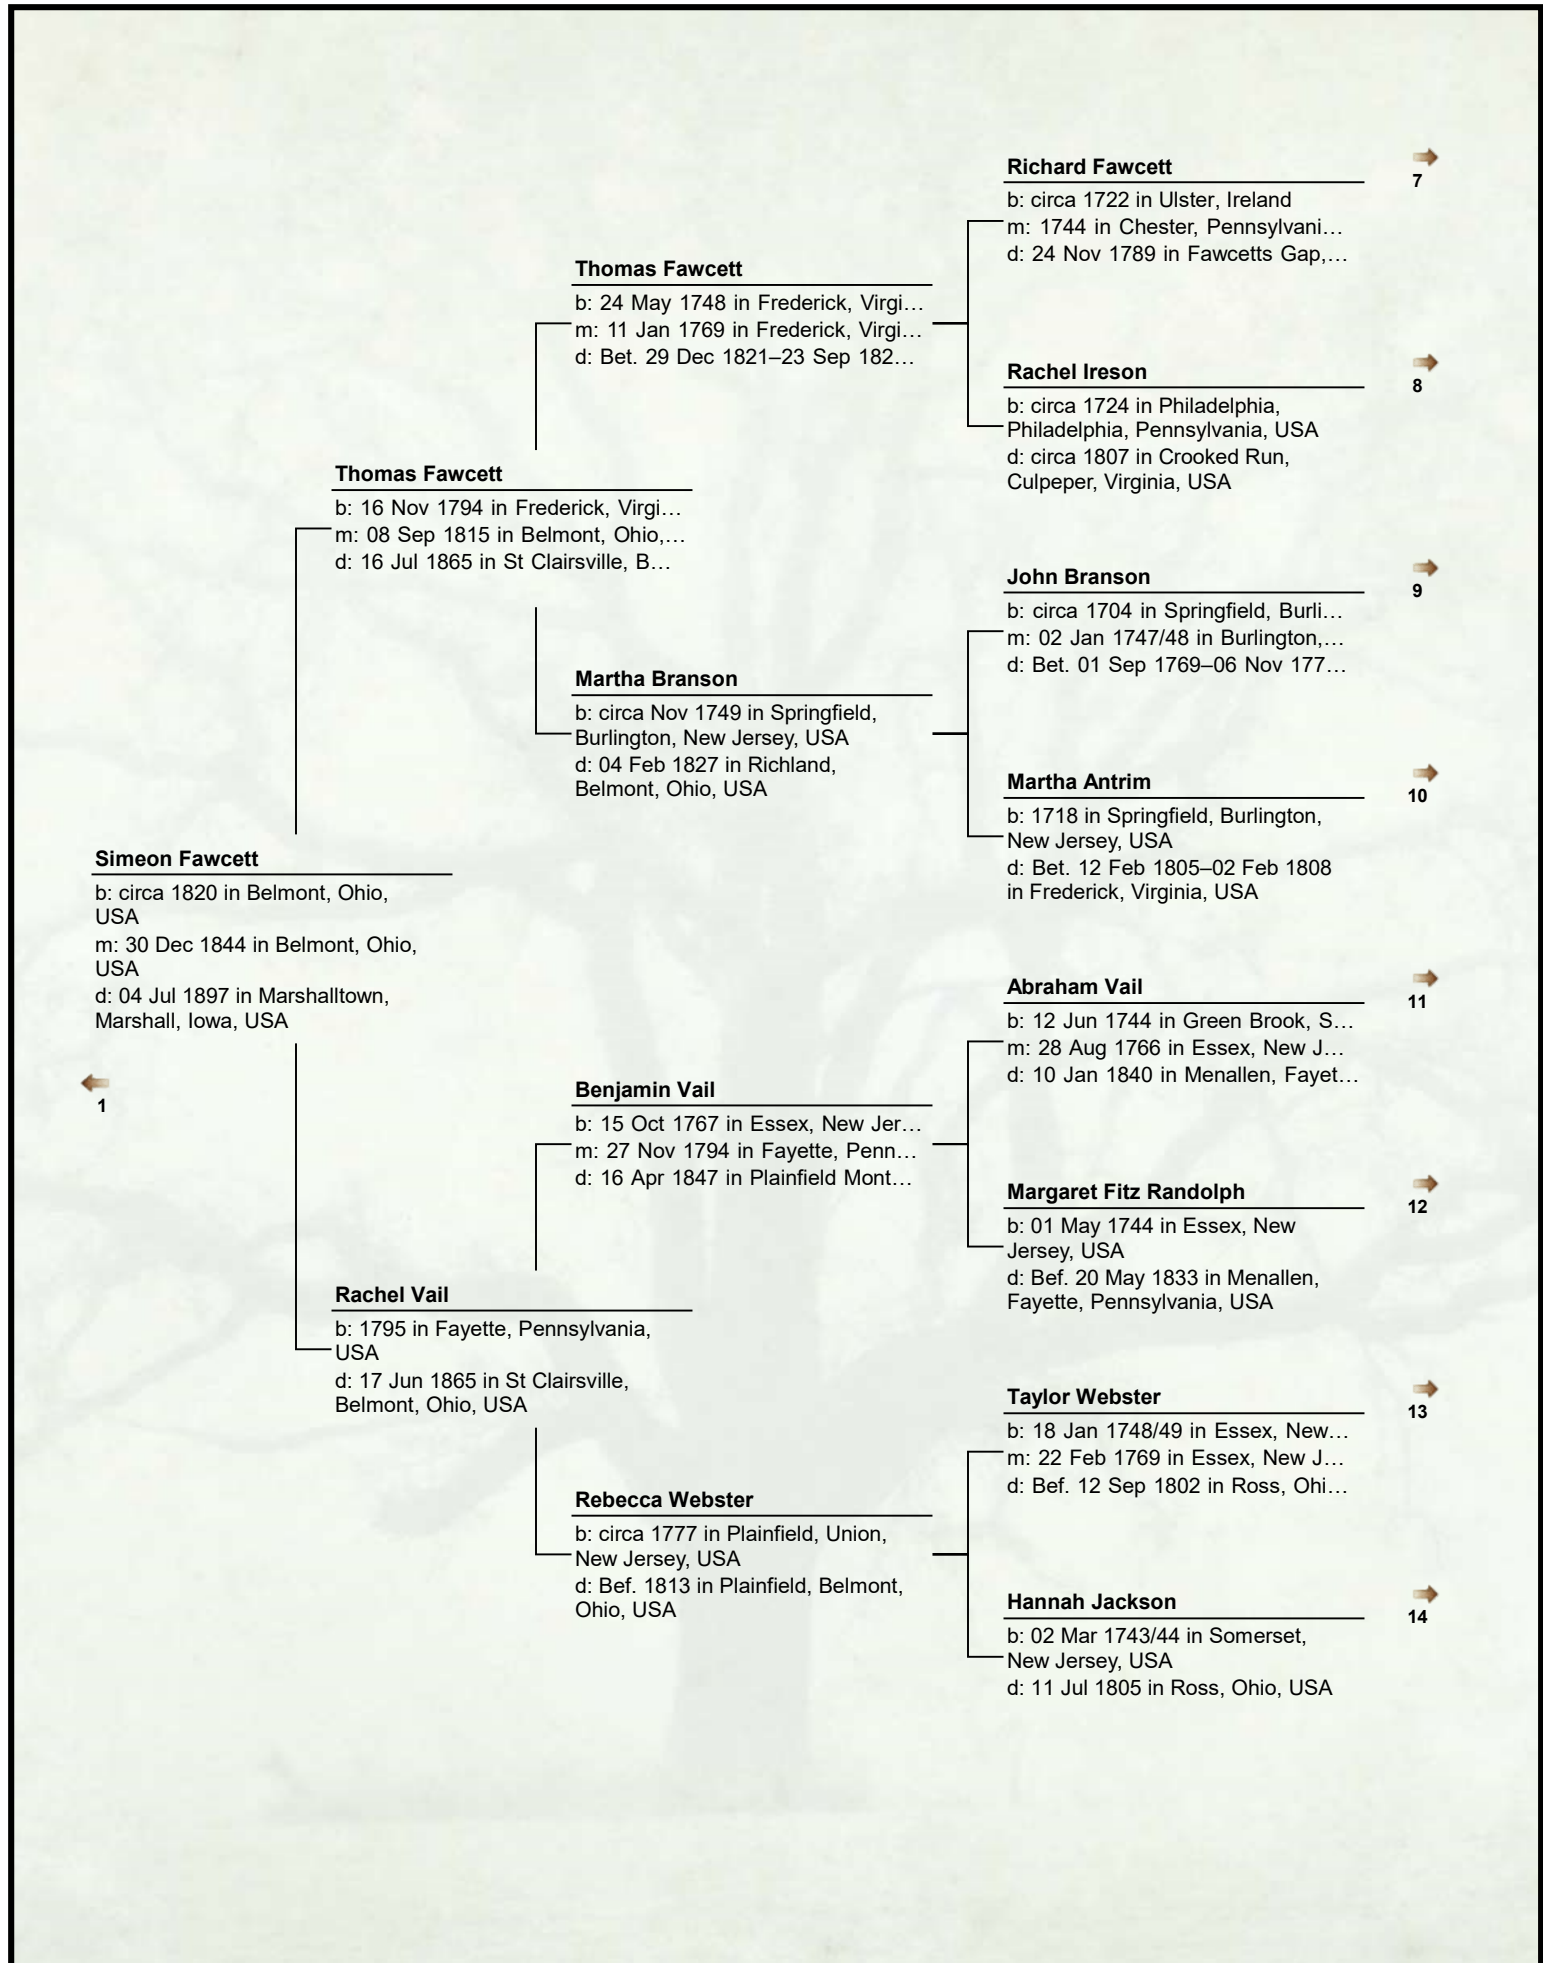 Richard Fawcett
b: circa 1722 in Ulster, Ireland
m: 1744 in Chester, Pennsylvani…
d: 24 Nov 1789 in Fawcetts Gap,…
7
Thomas Fawcett
b: 24 May 1748 in Frederick, Virgi…
m: 11 Jan 1769 in Frederick, Virgi…
d: Bet. 29 Dec 1821–23 Sep 182…
Rachel Ireson
b: circa 1724 in Philadelphia,
Philadelphia, Pennsylvania, USA
d: circa 1807 in Crooked Run,
Culpeper, Virginia, USA
8
Thomas Fawcett
b: 16 Nov 1794 in Frederick, Virgi…
m: 08 Sep 1815 in Belmont, Ohio,…
d: 16 Jul 1865 in St Clairsville, B…
John Branson
b: circa 1704 in Springfield, Burli…
m: 02 Jan 1747/48 in Burlington,…
d: Bet. 01 Sep 1769–06 Nov 177…
9
Martha Branson
b: circa Nov 1749 in Springfield,
Burlington, New Jersey, USA
d: 04 Feb 1827 in Richland,
Belmont, Ohio, USA
Martha Antrim
b: 1718 in Springfield, Burlington,
New Jersey, USA
d: Bet. 12 Feb 1805–02 Feb 1808
in Frederick, Virginia, USA
10
Simeon Fawcett
b: circa 1820 in Belmont, Ohio,
USA
m: 30 Dec 1844 in Belmont, Ohio,
USA
d: 04 Jul 1897 in Marshalltown,
Marshall, Iowa, USA
1
Abraham Vail
b: 12 Jun 1744 in Green Brook, S…
m: 28 Aug 1766 in Essex, New J…
d: 10 Jan 1840 in Menallen, Fayet…
11
Benjamin Vail
b: 15 Oct 1767 in Essex, New Jer…
m: 27 Nov 1794 in Fayette, Penn…
d: 16 Apr 1847 in Plainfield Mont…
Margaret Fitz Randolph
b: 01 May 1744 in Essex, New
Jersey, USA
d: Bef. 20 May 1833 in Menallen,
Fayette, Pennsylvania, USA
12
Rachel Vail
b: 1795 in Fayette, Pennsylvania,
USA
d: 17 Jun 1865 in St Clairsville,
Belmont, Ohio, USA
Taylor Webster
b: 18 Jan 1748/49 in Essex, New…
m: 22 Feb 1769 in Essex, New J…
d: Bef. 12 Sep 1802 in Ross, Ohi…
13
Rebecca Webster
b: circa 1777 in Plainfield, Union,
New Jersey, USA
d: Bef. 1813 in Plainfield, Belmont,
Ohio, USA
Hannah Jackson
b: 02 Mar 1743/44 in Somerset,
New Jersey, USA
d: 11 Jul 1805 in Ross, Ohio, USA
14